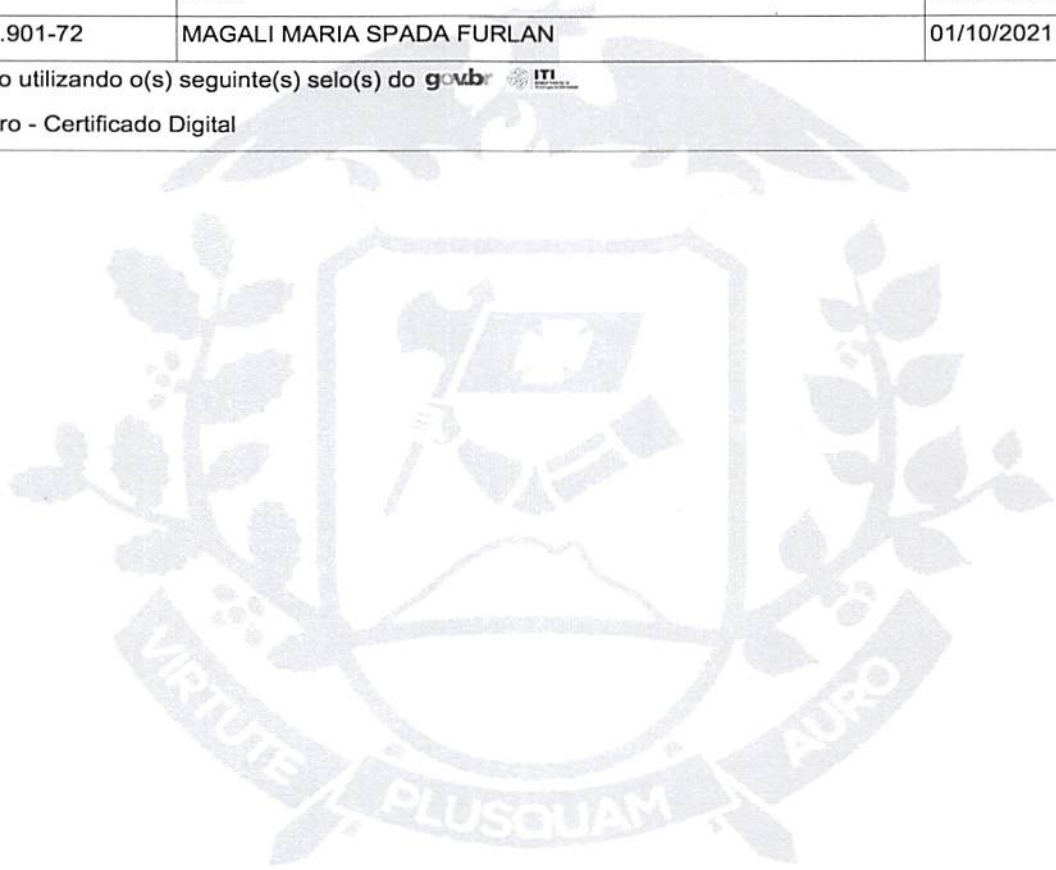 .901-72 MAGALI MARIA SPADA FURLAN 01/10/2021
o utilizando o(s) seguinte(s) selo(s) do gov.br ITI
ro - Certificado Digital
VIRTUTE PLUSQUAM AURO